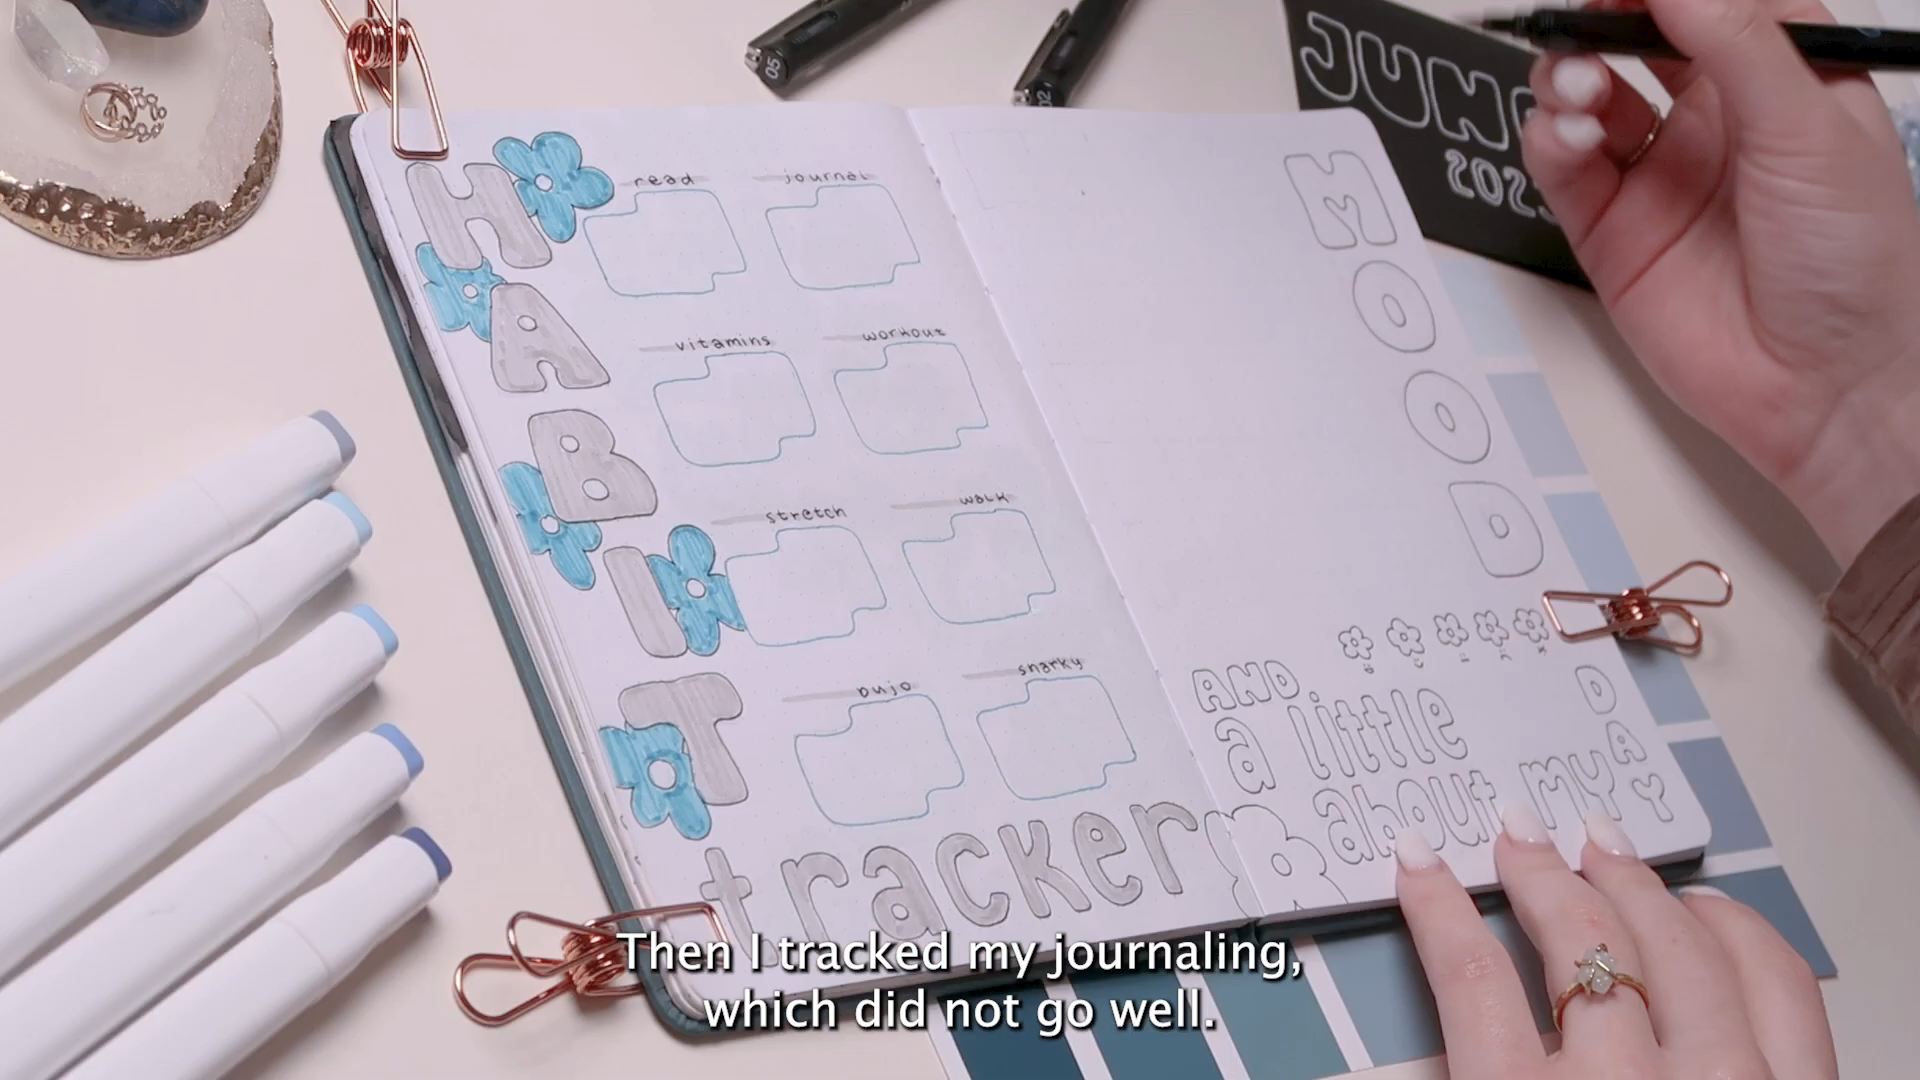 05
02
JUN
202
HABIT
read
journal
vitamins
workout
stretch
walk
bujo
snarky
tracker
MOOD
AND
a little
about MY
DAY
Then I tracked my journaling,
which did not go well.